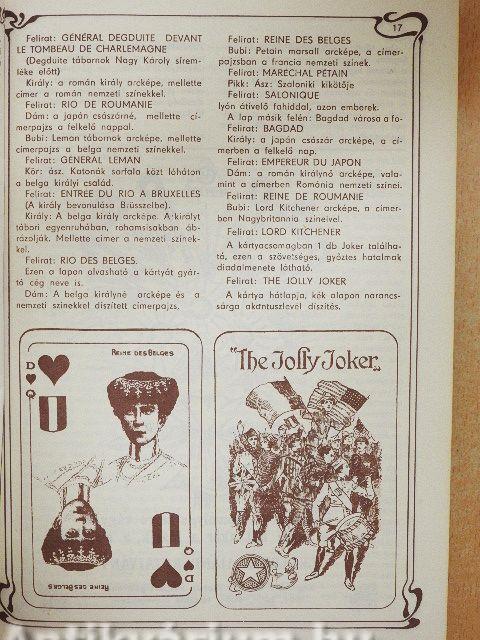 17
Felirat: GÉNÉRAL DEGDUITE DEVANT
LE TOMBEAU DE CHARLEMAGNE
(Degduite tábornok Nagy Károly sírem-
léke előtt)
Király: a román király arcképe, mellette
címer a román nemzeti színekkel.
Felirat: RIO DE ROUMANIE
Dám: a japán császárné, mellette cí-
merpajzs a felkelő nappal.
Bubi: Leman tábornok arcképe, mellette
címerpajzs a belga nemzeti színekkel.
Felirat: GENERAL LEMAN
Kőr: ász. Katonák sorfala közt lóháton
a belga királyi család.
Felirat: ENTREE DU RIO A BRUXELLES
(A király bevonulása Brüsszelbe).
Király: A belga király arcképe. A királyt
tábori egyenruhában, rohamsisakban áb-
rázolják. Mellette címer a nemzeti színek-
kel.
Felirat: RIO DES BELGES.
Ezen a lapon olvasható a kártyát gyár-
tó cég neve is.
Dám: A belga királyné arcképe és a
nemzeti színekkel díszített címerpajzs.
Felirat: REINE DES BELGES
Bubi: Petain marsall arcképe, a címer-
pajzsban a francia nemzeti színek.
Felirat: MARECHAL PÉTAIN
Pikk: Ász: Szaloniki kikötője
Felirat: SALONIQUE
lyón átívelő fahíddal, azon emberek.
A lap másik felén: Bagdad városa a fo-
Felirat: BAGDAD
Király: a japán császár arcképe, a cí-
merben a felkelő nap.
Felirat: EMPEREUR DU JAPON
Dám: a román királynő arcképe, vala-
mint a címerben Románia nemzeti színei.
Felirat: REINE DE ROUMANIE
Bubi: Lord Kitchener arcképe, a címer-
ben Nagybritannia színeivel.
Felirat: LORD KITCHENER
A kártyacsomagban 1 db Joker találha-
tó, ezen a szövetséges, győztes hatalmak
diadalmenete látható.
Felirat: THE JOLLY JOKER
A kártya hátlapja, kék alapon narancs-
sárga akantuszlevél díszítés.
REINE DES BELGES
D
Q
Q
D
REINE DES BELGES
"The Jolly Joker„
Antikvárium.hu